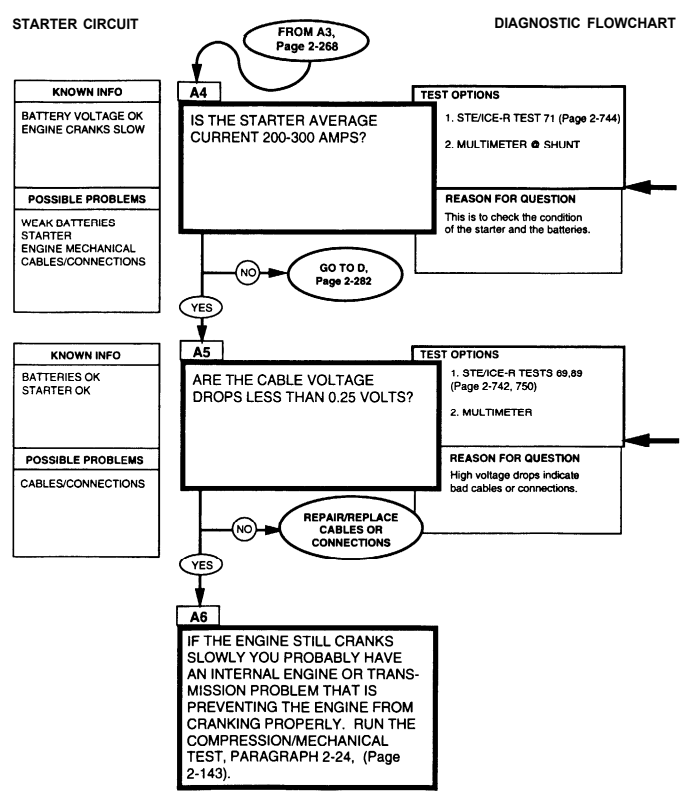 STARTER CIRCUIT
DIAGNOSTIC FLOWCHART
FROM A3,
Page 2-268
KNOWN INFO
BATTERY VOLTAGE OK
ENGINE CRANKS SLOW
POSSIBLE PROBLEMS
WEAK BATTERIES
STARTER
ENGINE MECHANICAL
CABLES/CONNECTIONS
A4
IS THE STARTER AVERAGE
CURRENT 200-300 AMPS?
TEST OPTIONS
1. STE/ICE-R TEST 71 (Page 2-744)
2. MULTIMETER @ SHUNT
REASON FOR QUESTION
This is to check the condition
of the starter and the batteries.
NO
GO TO D,
Page 2-282
YES
KNOWN INFO
BATTERIES OK
STARTER OK
POSSIBLE PROBLEMS
CABLES/CONNECTIONS
A5
ARE THE CABLE VOLTAGE
DROPS LESS THAN 0.25 VOLTS?
TEST OPTIONS
1. STE/ICE-R TESTS 69,89
(Page 2-742, 750)
2. MULTIMETER
REASON FOR QUESTION
High voltage drops indicate
bad cables or connections.
NO
REPAIR/REPLACE
CABLES OR
CONNECTIONS
YES
A6
IF THE ENGINE STILL CRANKS
SLOWLY YOU PROBABLY HAVE
AN INTERNAL ENGINE OR TRANS-
MISSION PROBLEM THAT IS
PREVENTING THE ENGINE FROM
CRANKING PROPERLY. RUN THE
COMPRESSION/MECHANICAL
TEST, PARAGRAPH 2-24, (Page
2-143).